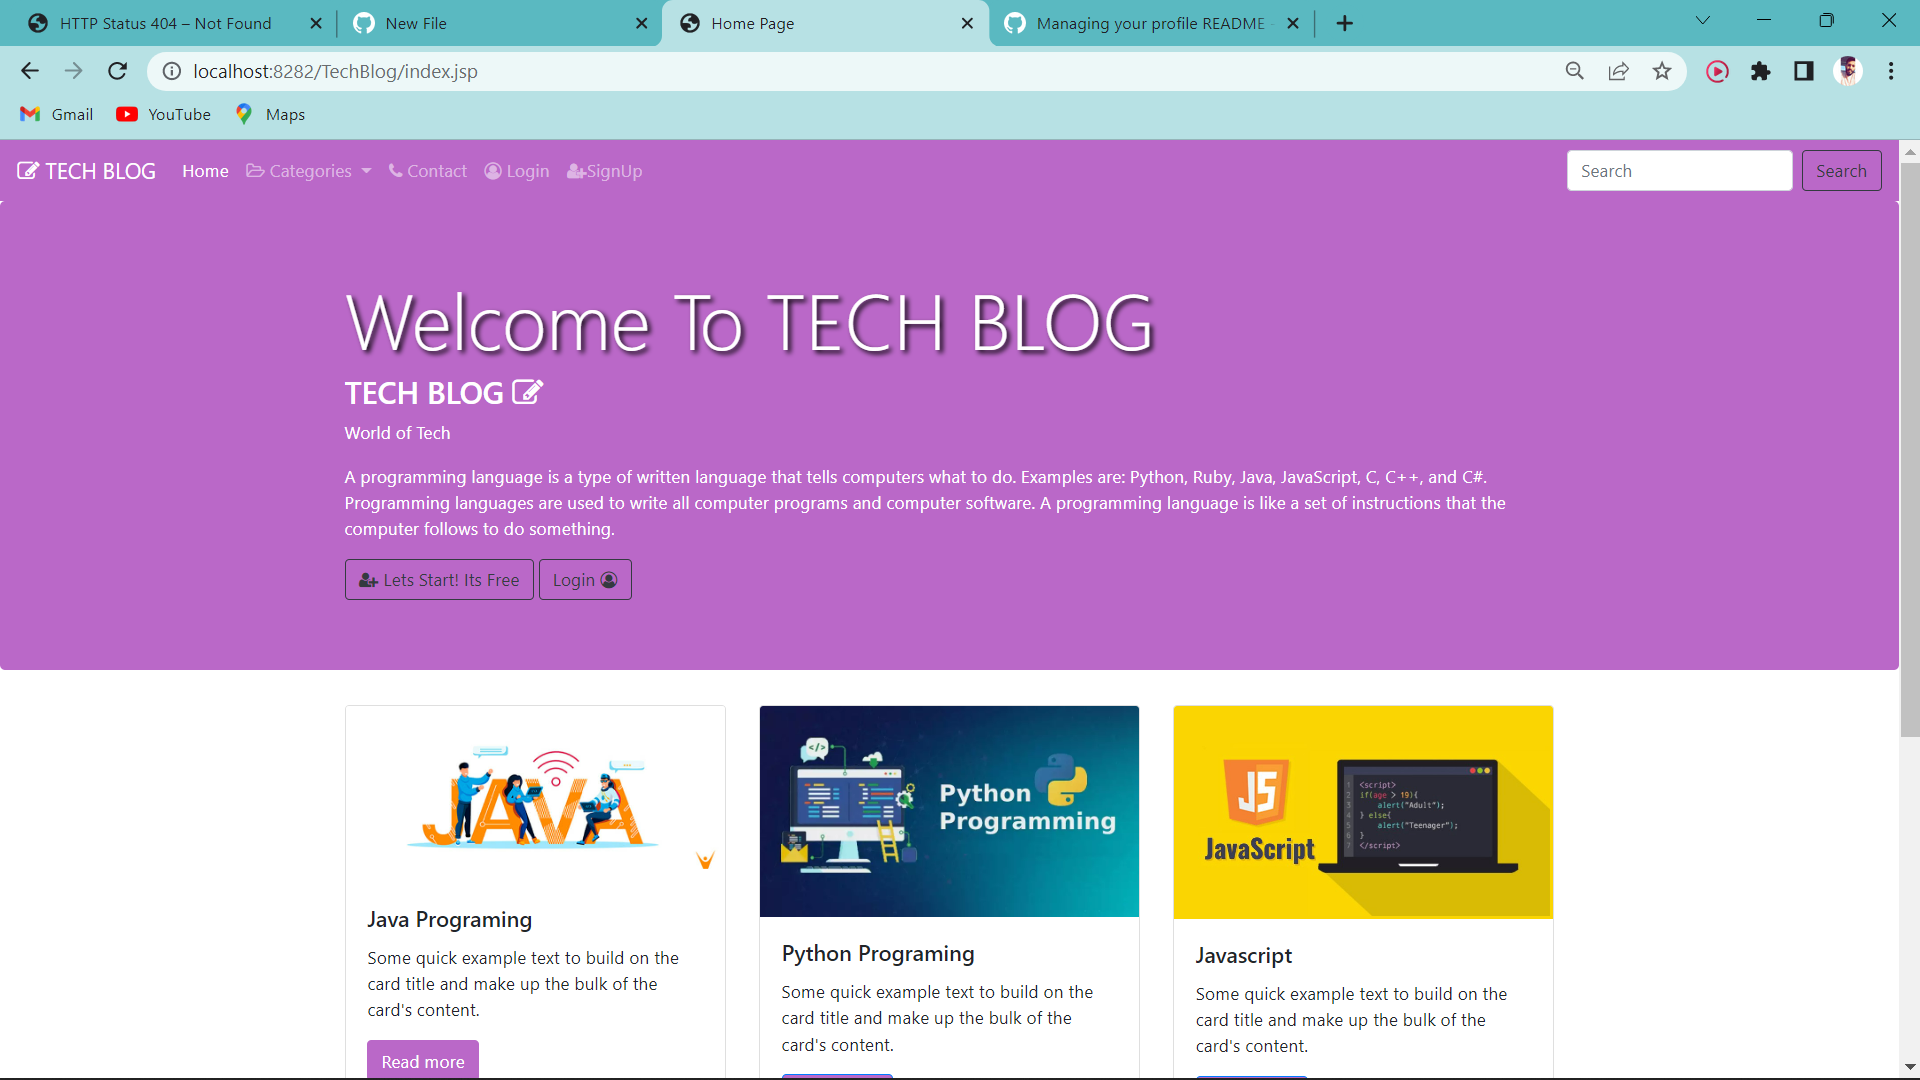 HTTP Status 404 – Not Found
New File
Home Page
Managing your profile README -
localhost:8282/TechBlog/index.jsp
Gmail
YouTube
Maps
TECH BLOG
Home
Categories
Contact
Login
SignUp
Search
Search
Welcome To TECH BLOG
TECH BLOG
World of Tech
A programming language is a type of written language that tells computers what to do. Examples are: Python, Ruby, Java, JavaScript, C, C++, and C#.
Programming languages are used to write all computer programs and computer software. A programming language is like a set of instructions that the
computer follows to do something.
Lets Start! Its Free
Login
JAVA
Java Programing
Some quick example text to build on the
card title and make up the bulk of the
card's content.
Read more
</>
Python
Programming
Python Programing
Some quick example text to build on the
card title and make up the bulk of the
card's content.
JS
JavaScript
1 <script>
2 if(age > 19){
3 alert("Adult");
4 } else{
5 alert("Teenager");
6 }
7 </script>
Javascript
Some quick example text to build on the
card title and make up the bulk of the
card's content.